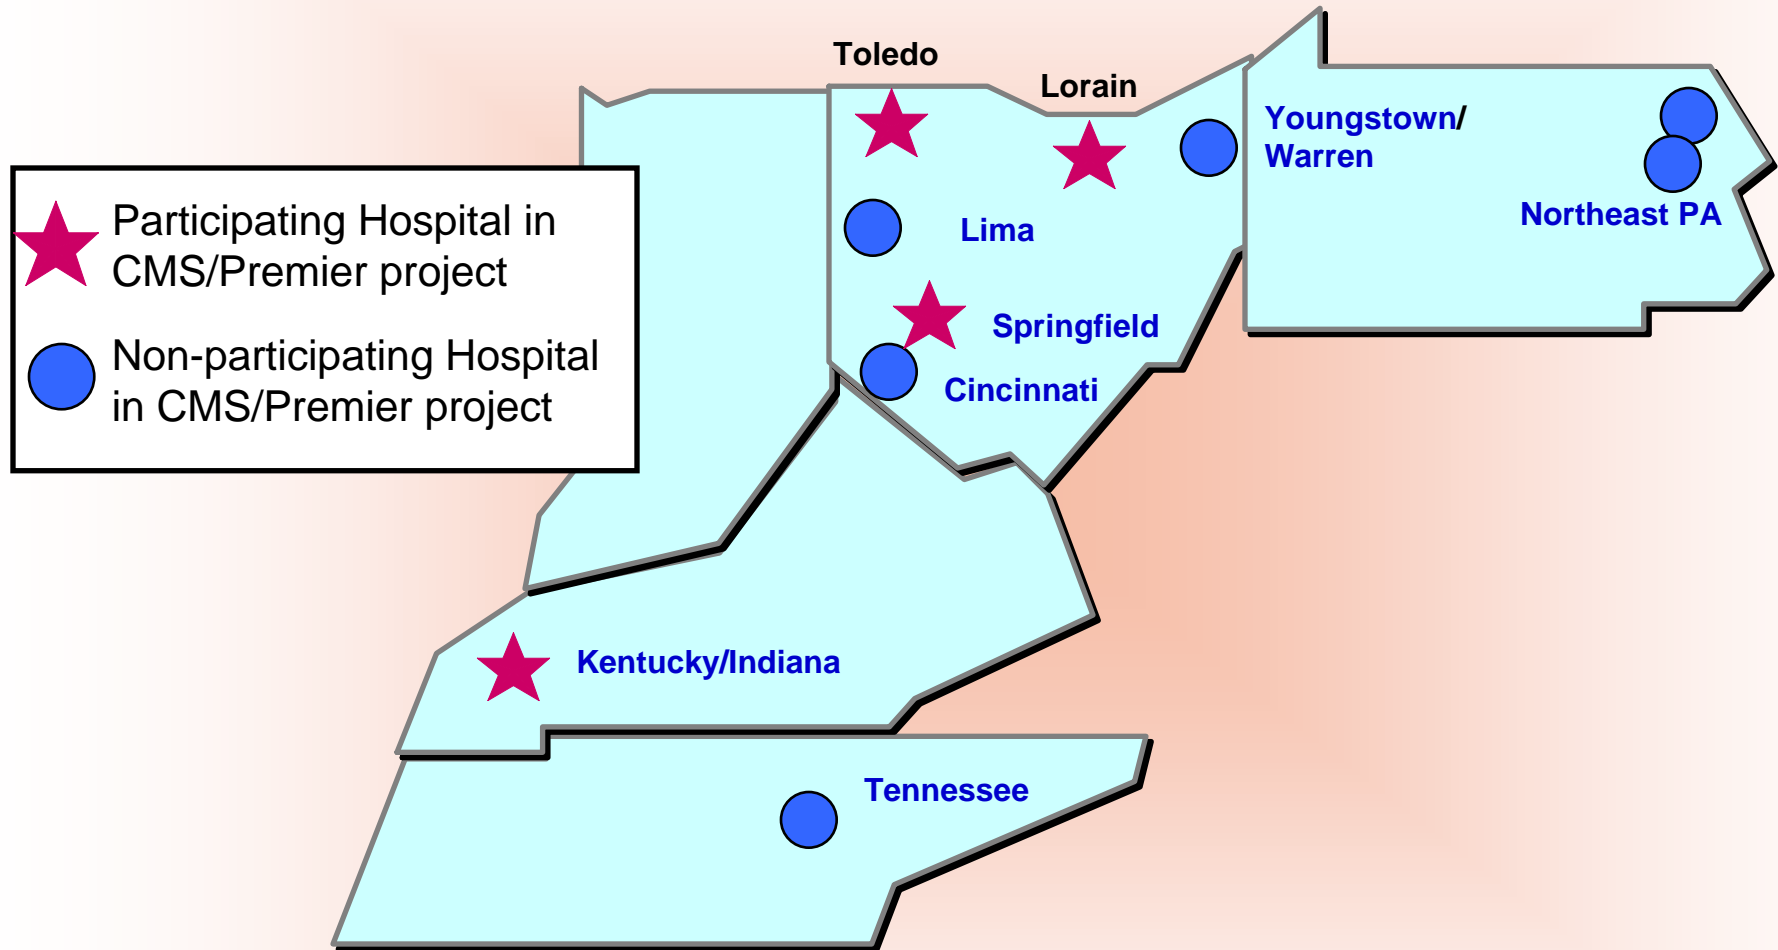 Toledo
Lorain
Youngstown/
Warren
Participating Hospital in
CMS/Premier project
Northeast PA
Lima
Springfield
Non-participating Hospital
in CMS/Premier project
Cincinnati
Kentucky/Indiana
Tennessee